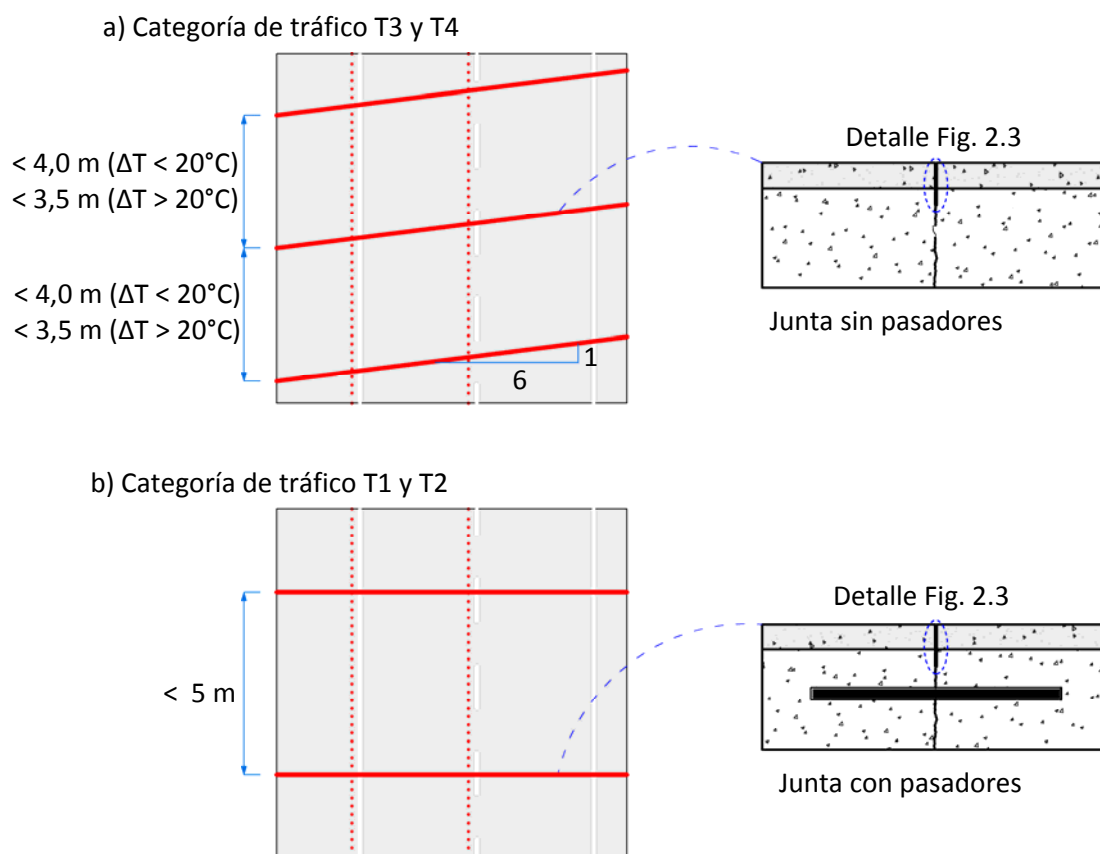 a) Categoría de tráfico T3 y T4
< 4,0 m (ΔT < 20°C)
< 3,5 m (ΔT > 20°C)
< 4,0 m (ΔT < 20°C)
< 3,5 m (ΔT > 20°C)
1
6
Detalle Fig. 2.3
Junta sin pasadores
b) Categoría de tráfico T1 y T2
< 5 m
Detalle Fig. 2.3
Junta con pasadores